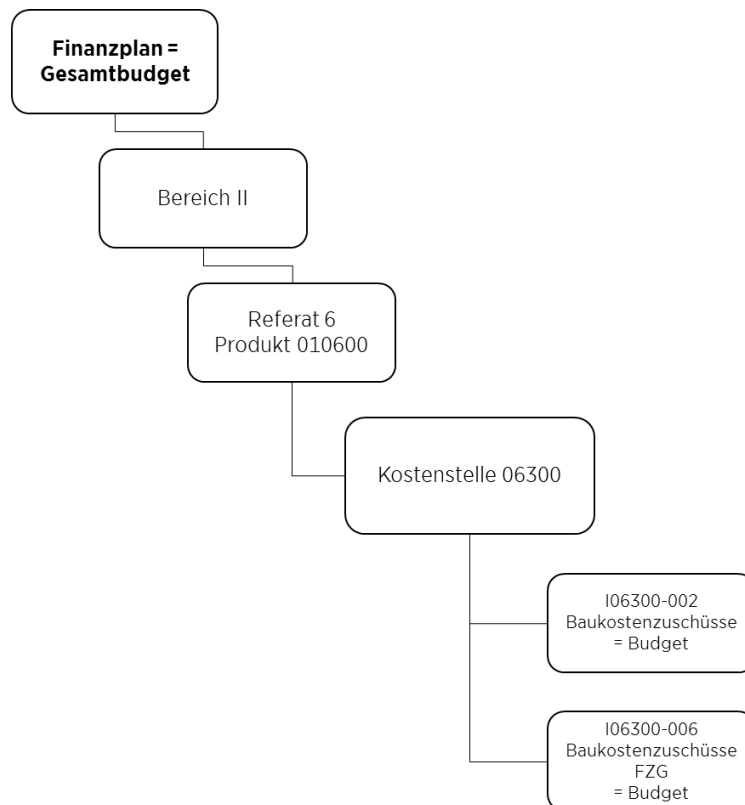 Finanzplan =
Gesamtbudget
Bereich II
Referat 6
Produkt 010600
Kostenstelle 06300
I06300-002
Baukostenzuschüsse
= Budget
I06300-006
Baukostenzuschüsse
FZG
= Budget